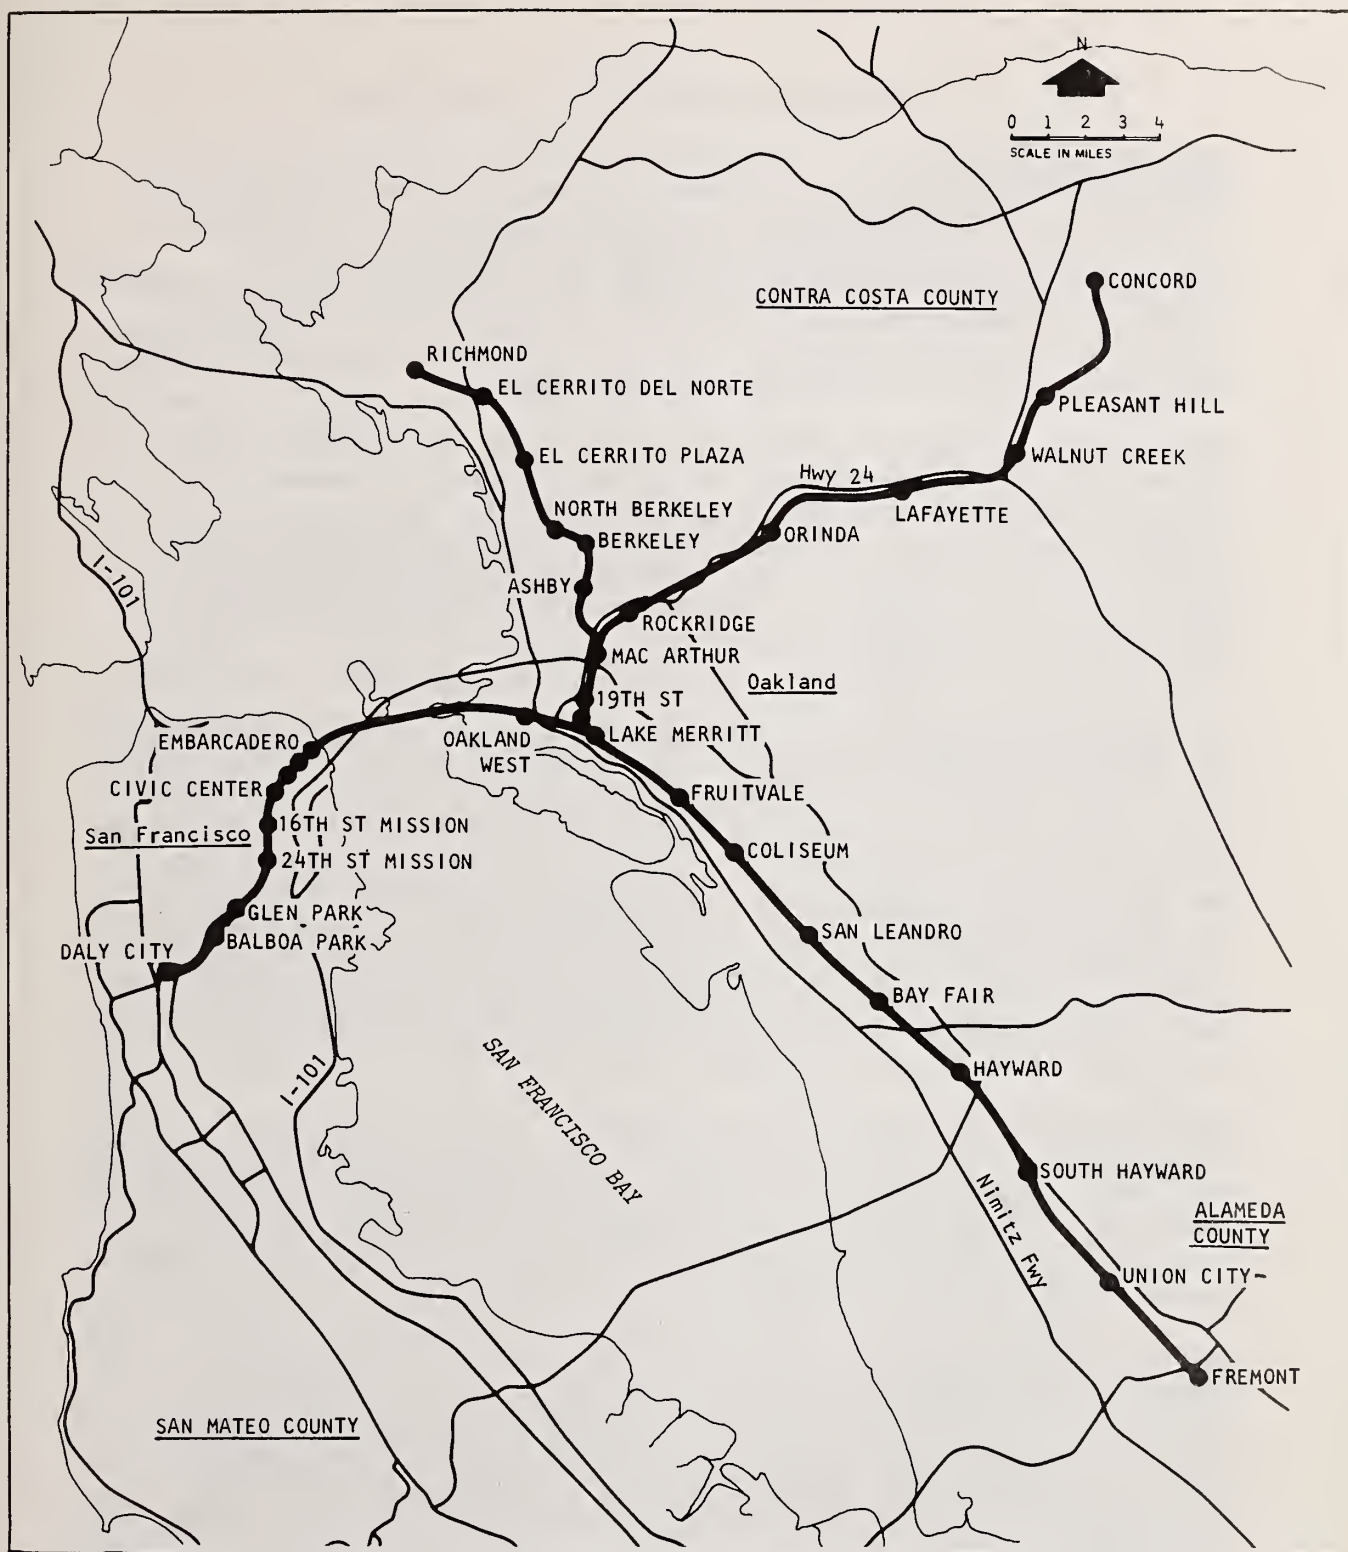 N
0 1 2 3 4
SCALE IN MILES
CONCORD
CONTRA COSTA COUNTY
RICHMOND
EL CERRITO DEL NORTE
PLEASANT HILL
EL CERRITO PLAZA
WALNUT CREEK
Hwy 24
LAFAYETTE
NORTH BERKELEY
ORINDA
BERKELEY
I-101
ASHBY
ROCKRIDGE
MAC ARTHUR
Oakland
19TH ST
EMBARCADERO
OAKLAND
WEST
LAKE MERRITT
CIVIC CENTER
FRUITVALE
16TH ST MISSION
San Francisco
24TH ST MISSION
COLISEUM
GLEN PARK
BALBOA PARK
DALY CITY
SAN LEANDRO
BAY FAIR
SAN FRANCISCO BAY
I-101
HAYWARD
SOUTH HAYWARD
Nimitz Fwy
ALAMEDA
COUNTY
UNION CITY-
FREMONT
SAN MATEO COUNTY